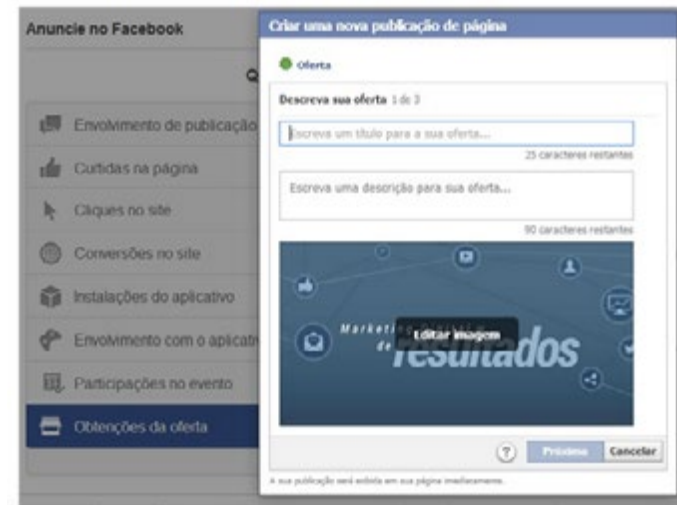 Anuncie no Facebook
Q
Envolvimento de publicação
Curtidas na página
Cliques no site
Conversões no site
Instalações do aplicativo
Envolvimento com o aplicati
Participações no evento
Obtenções da oferta
Criar uma nova publicação de página
Oferta
Descreva sua oferta 1 de 3
Escreva um título para a sua oferta...
25 caracteres restantes
Escreva uma descrição para sua oferta...
90 caracteres restantes
Marketing
de resultados
Editar imagem
? Próximo Cancelar
A sua publicação será exibida em sua página imediatamente.